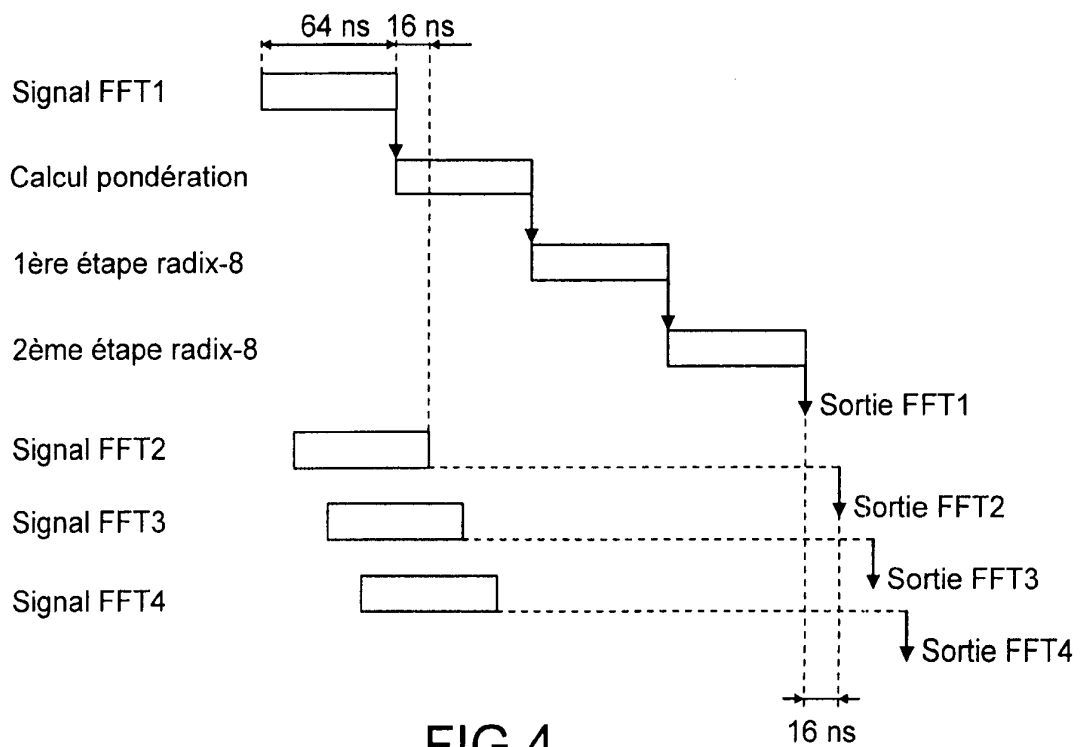 64 ns 16 ns
Signal FFT1
Calcul pondération
1ère étape radix-8
2ème étape radix-8
Sortie FFT1
Signal FFT2
Sortie FFT2
Signal FFT3
Sortie FFT3
Signal FFT4
Sortie FFT4
16 ns
FIG.4